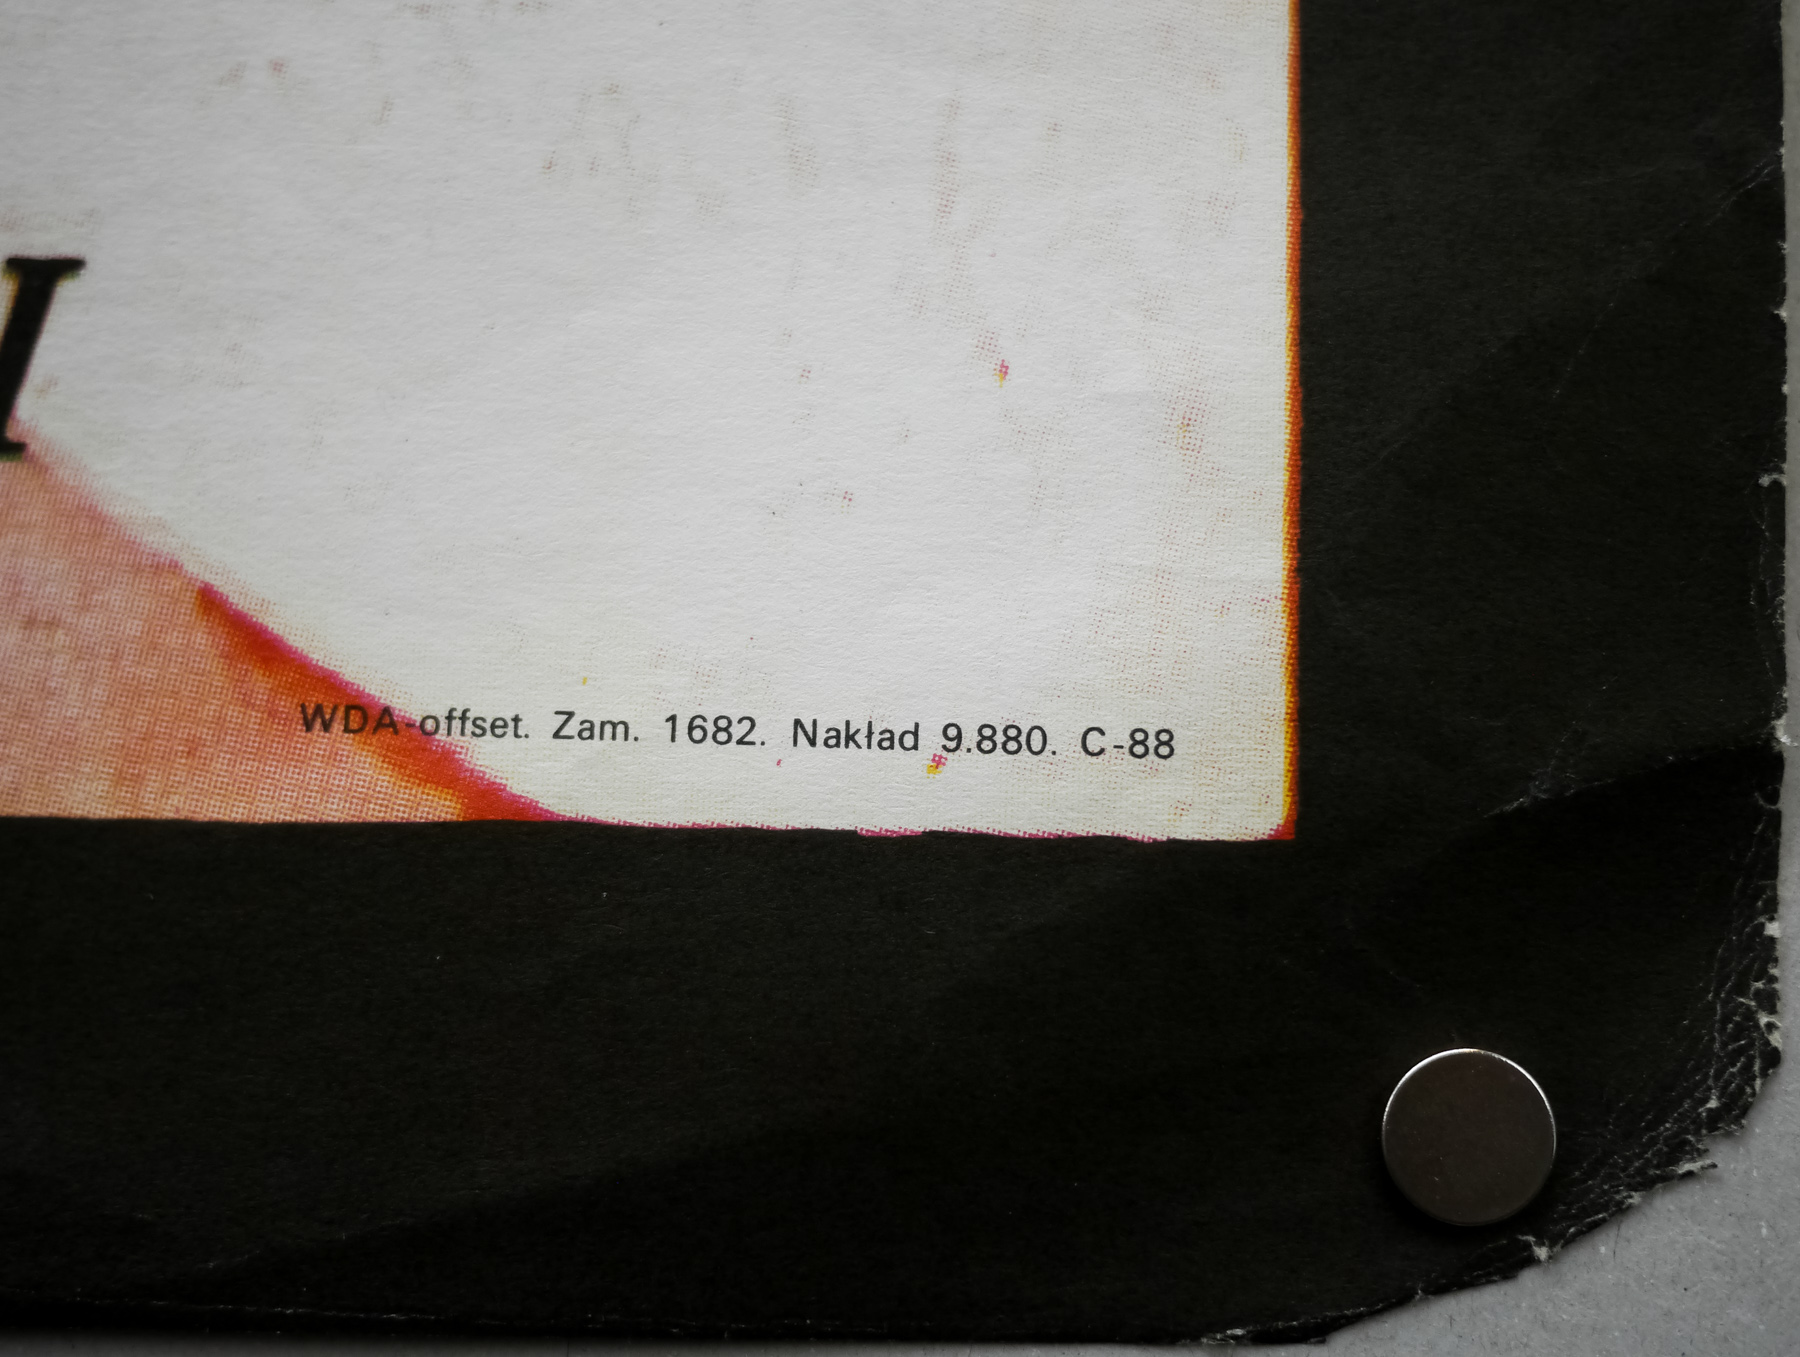 I
WDA-offset. Zam. 1682. Nakład 9.880. C-88